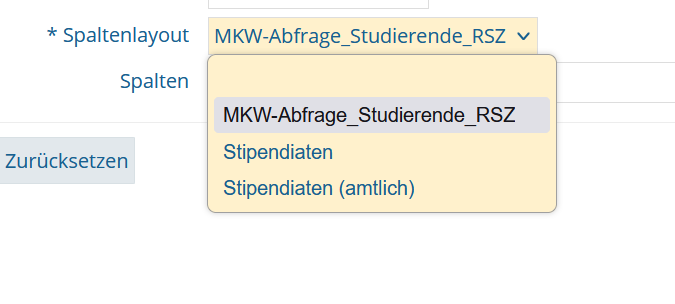 * Spaltenlayout MKW-Abfrage_Studierende_RSZ
Spalten
MKW-Abfrage_Studierende_RSZ
Stipendiaten
Stipendiaten (amtlich)
Zurücksetzen